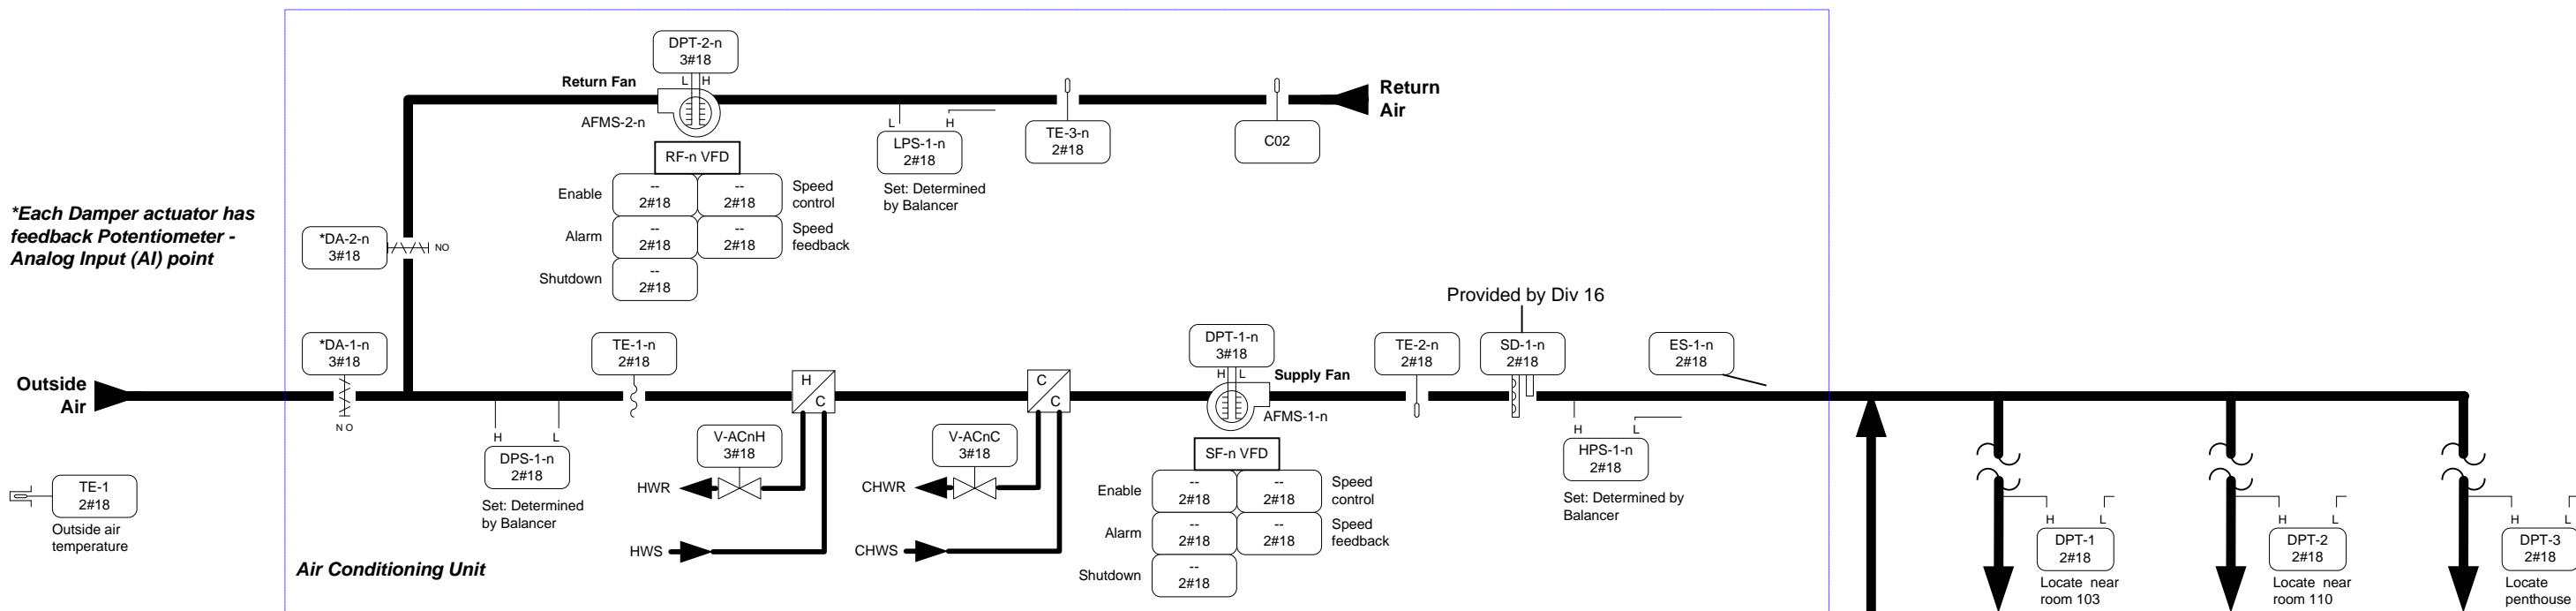 DPT-2-n
3#18
L H
Return Fan
AFMS-2-n
RF-n VFD
Enable
--
2#18
--
2#18
Speed
control
Alarm
--
2#18
--
2#18
Speed
feedback
Shutdown
--
2#18
L
H
LPS-1-n
2#18
Set: Determined
by Balancer
TE-3-n
2#18
C02
Return
Air
*Each Damper actuator has
feedback Potentiometer -
Analog Input (AI) point
*DA-2-n
3#18
NO
Outside
Air
*DA-1-n
3#18
N O
TE-1
2#18
Outside air
temperature
H
L
DPS-1-n
2#18
Set: Determined
by Balancer
TE-1-n
2#18
H
C
V-ACnH
3#18
HWR
HWS
Air Conditioning Unit
C
C
V-ACnC
3#18
CHWR
CHWS
DPT-1-n
3#18
H L
Supply Fan
AFMS-1-n
SF-n VFD
Enable
--
2#18
--
2#18
Speed
control
Alarm
--
2#18
--
2#18
Speed
feedback
Shutdown
--
2#18
TE-2-n
2#18
Provided by Div 16
SD-1-n
2#18
ES-1-n
2#18
H
L
HPS-1-n
2#18
Set: Determined by
Balancer
H
L
DPT-1
2#18
Locate near
room 103
H
L
DPT-2
2#18
Locate near
room 110
H
L
DPT-3
2#18
Locate
penthouse